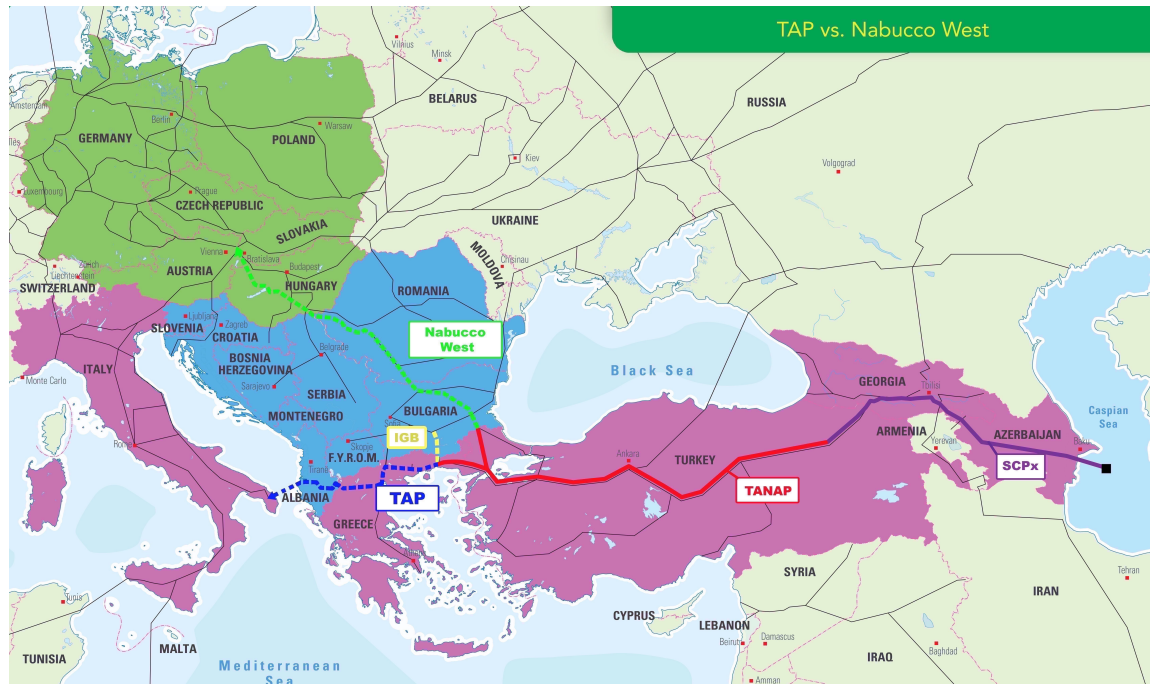 TAP vs. Nabucco West
Vilnius
Minsk
BELARUS
RUSSIA
Amsterdam
Berlin
GERMANY
POLAND
Warsaw
Kiev
Volgograd
Luxembourg
Prague
CZECH REPUBLIC
SLOVAKIA
UKRAINE
MOLDOVA
Chisinau
Vienna
Bratislava
Zürich
Liechtenstein
SWITZERLAND
AUSTRIA
Budapest
HUNGARY
ROMANIA
SLOVENIA
Ljubljana
Zagreb
CROATIA
Nabucco
West
BOSNIA
HERZEGOVINA
Belgrade
ITALY
Monte Carlo
Sarajevo
SERBIA
Black Sea
GEORGIA
Tbilisi
MONTENEGRO
BULGARIA
Sofia
Caspian
Sea
IGB
Skopje
F.Y.R.O.M.
ARMENIA
Yerevan
AZERBAIJAN
Baku
Rome
Tiranë
Ankara
TURKEY
SCPx
TANAP
ALBANIA
TAP
GREECE
SYRIA
Tehran
IRAN
Tunis
CYPRUS
LEBANON
Beirut
Damascus
MALTA
TUNISIA
IRAQ
Baghdad
Mediterranean
Sea
Amman